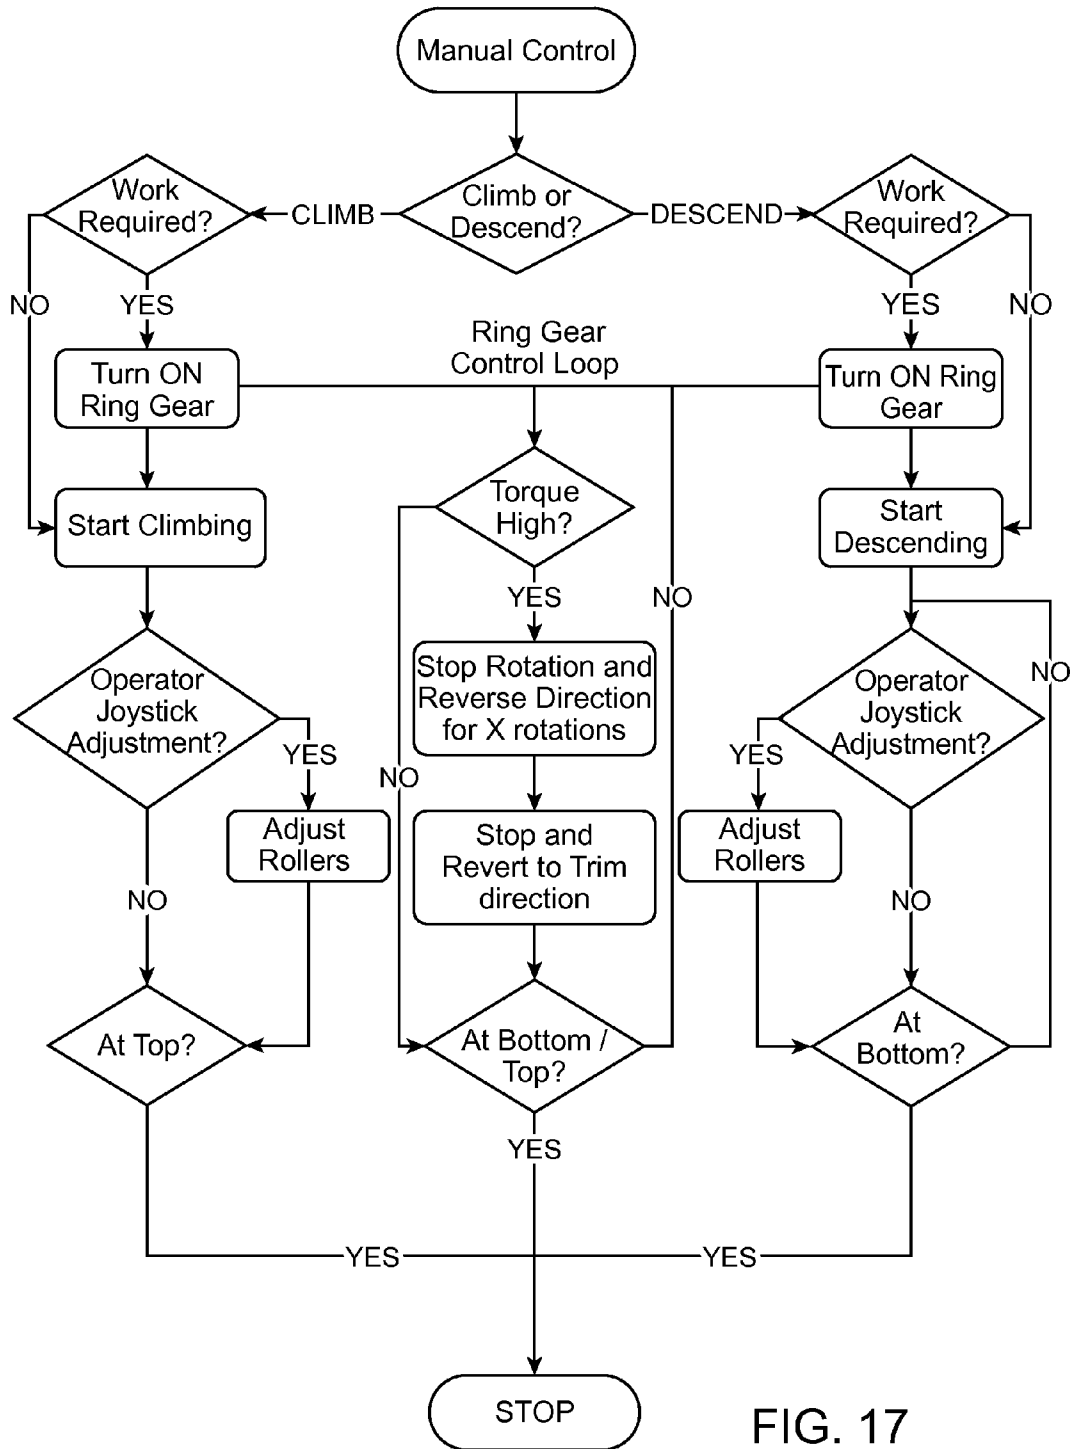 Manual Control
Climb or
Descend?
CLIMB
DESCEND
Work
Required?
Work
Required?
NO
YES
YES
NO
Turn ON
Ring Gear
Ring Gear
Control Loop
Turn ON Ring
Gear
Start Climbing
Torque
High?
Start
Descending
YES
NO
Operator
Joystick
Adjustment?
YES
Stop Rotation and
Reverse Direction
for X rotations
NO
Operator
Joystick
Adjustment?
YES
NO
Adjust
Rollers
Stop and
Revert to Trim
direction
Adjust
Rollers
NO
NO
At Top?
At Bottom /
Top?
At
Bottom?
YES
YES
YES
STOP
FIG. 17